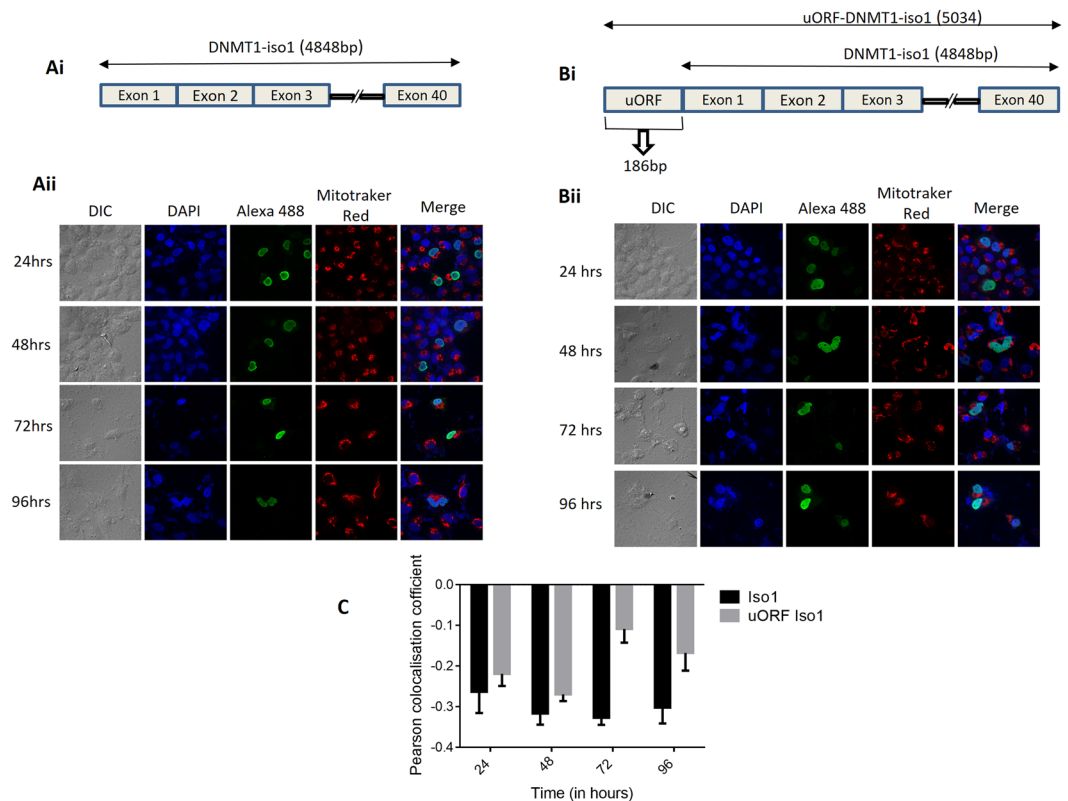 Ai
DNMT1-iso1 (4848bp)
Exon 1 Exon 2 Exon 3 Exon 40
Bi
uORF-DNMT1-iso1 (5034)
DNMT1-iso1 (4848bp)
uORF Exon 1 Exon 2 Exon 3 Exon 40
186bp
Aii
DIC DAPI Alexa 488 Mitotraker Red Merge
24hrs
48hrs
72hrs
96hrs
Bii
DIC DAPI Alexa 488 Mitotraker Red Merge
24 hrs
48 hrs
72 hrs
96 hrs
C
Pearson colocalisation cofficient
0.0
-0.1
-0.2
-0.3
-0.4
24 48 72 96
Time (in hours)
Iso1
uORF Iso1